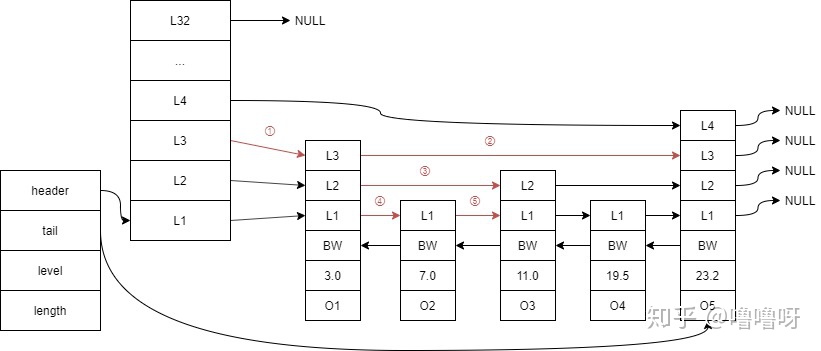 L32
NULL
...
L4
L3
L2
L1
header
tail
level
length
①
②
③
④
⑤
L3
L2
L1
BW
3.0
O1
L1
BW
7.0
O2
L2
L1
BW
11.0
O3
L1
BW
19.5
O4
L4
L3
L2
L1
BW
23.2
O5
NULL
NULL
NULL
NULL
知乎 @噜噜呀